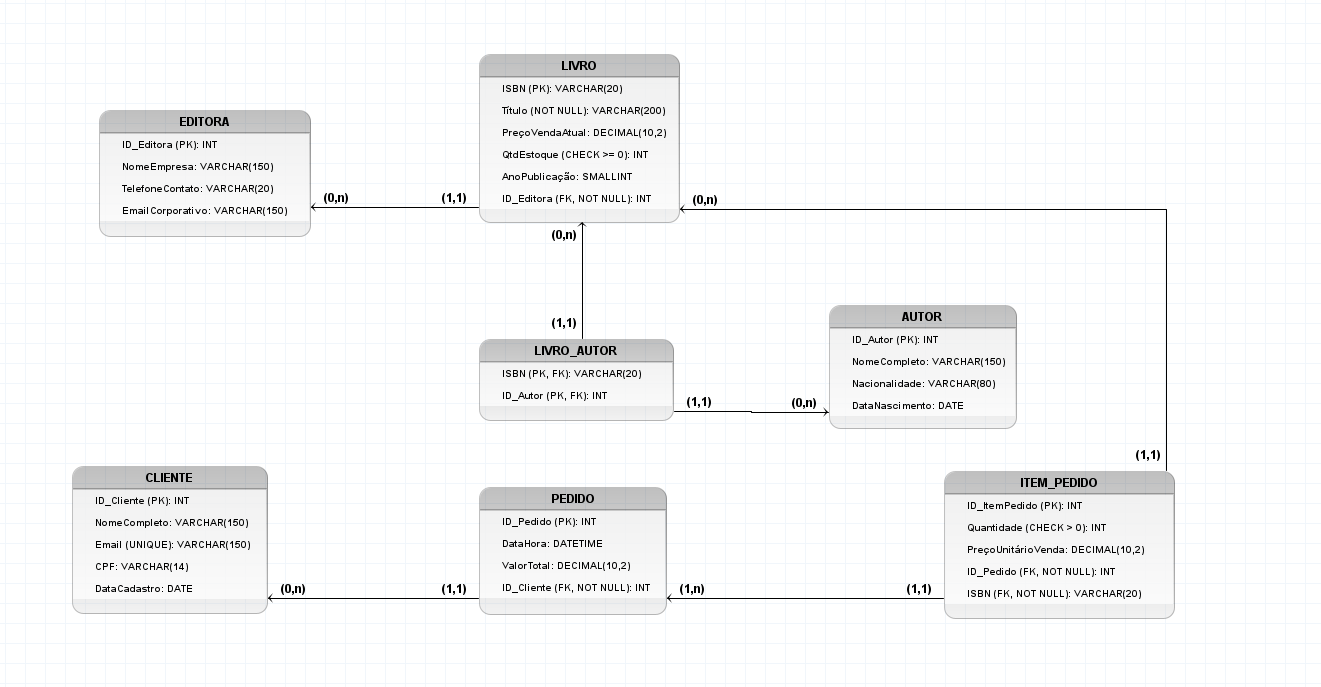 LIVRO
ISBN (PK): VARCHAR(20)
Título (NOT NULL): VARCHAR(200)
PreçoVendaAtual: DECIMAL(10,2)
QtdEstoque (CHECK >= 0): INT
AnoPublicação: SMALLINT
ID_Editora (FK, NOT NULL): INT
EDITORA
ID_Editora (PK): INT
NomeEmpresa: VARCHAR(150)
TelefoneContato: VARCHAR(20)
EmailCorporativo: VARCHAR(150)
(0,n)
(1,1)
(0,n)
(0,n)
(1,1)
AUTOR
ID_Autor (PK): INT
NomeCompleto: VARCHAR(150)
Nacionalidade: VARCHAR(80)
DataNascimento: DATE
LIVRO_AUTOR
ISBN (PK, FK): VARCHAR(20)
ID_Autor (PK, FK): INT
(1,1)
(0,n)
(1,1)
CLIENTE
ID_Cliente (PK): INT
NomeCompleto: VARCHAR(150)
Email (UNIQUE): VARCHAR(150)
CPF: VARCHAR(14)
DataCadastro: DATE
(0,n)
(1,1)
PEDIDO
ID_Pedido (PK): INT
DataHora: DATETIME
ValorTotal: DECIMAL(10,2)
ID_Cliente (FK, NOT NULL): INT
(1,n)
(1,1)
ITEM_PEDIDO
ID_ItemPedido (PK): INT
Quantidade (CHECK > 0): INT
PreçoUnitárioVenda: DECIMAL(10,2)
ID_Pedido (FK, NOT NULL): INT
ISBN (FK, NOT NULL): VARCHAR(20)